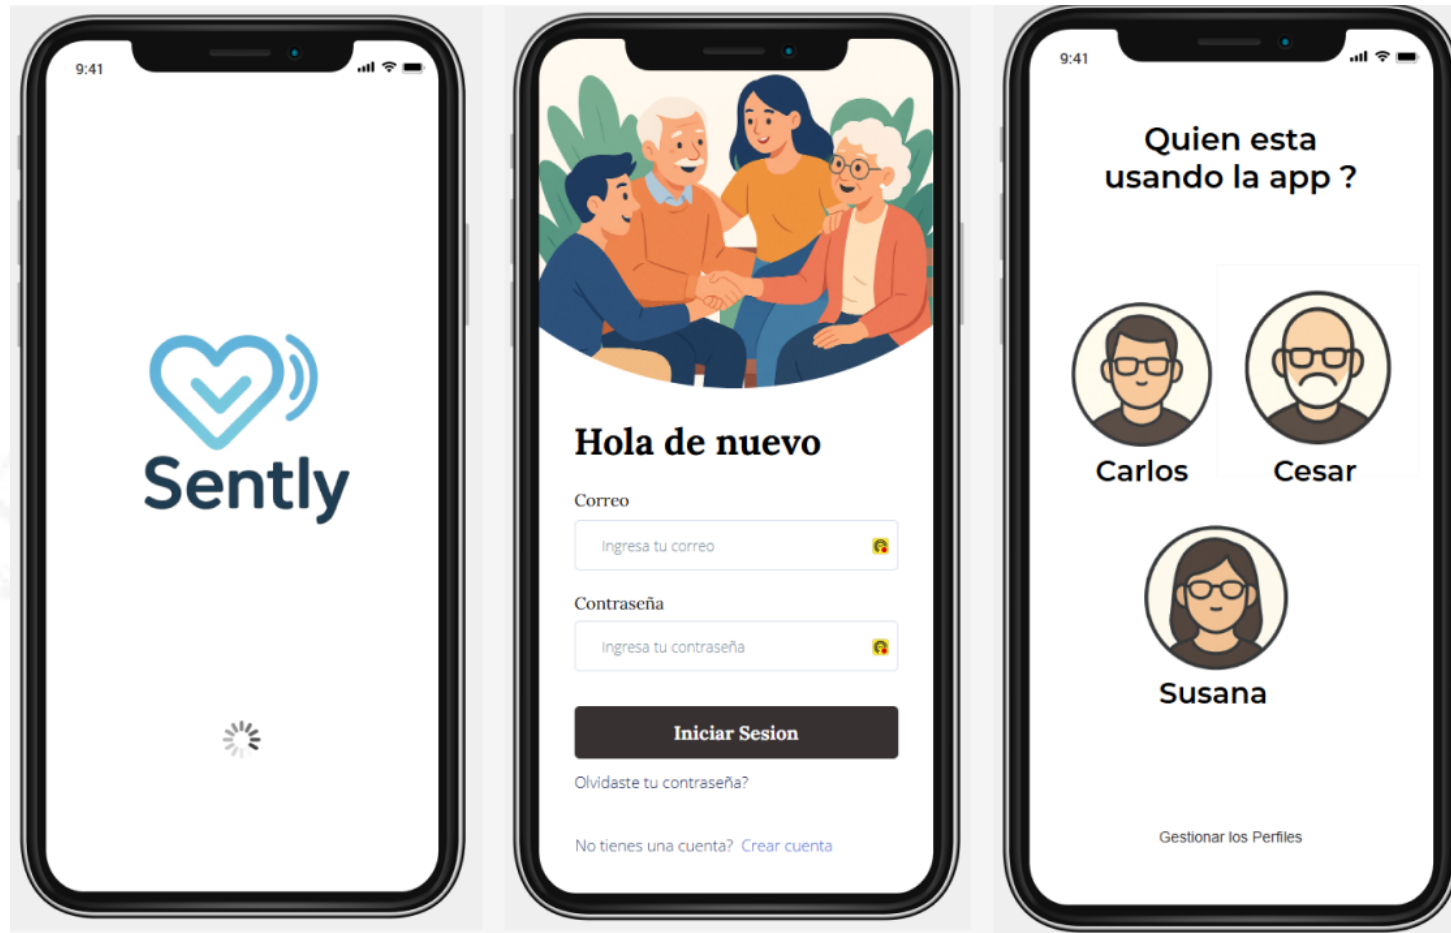 9:41
Sently
Hola de nuevo
Correo
Ingresa tu correo
Contraseña
Ingresa tu contraseña
Iniciar Sesion
Olvidaste tu contraseña?
No tienes una cuenta? Crear cuenta
9:41
Quien esta
usando la app ?
Carlos Cesar
Susana
Gestionar los Perfiles